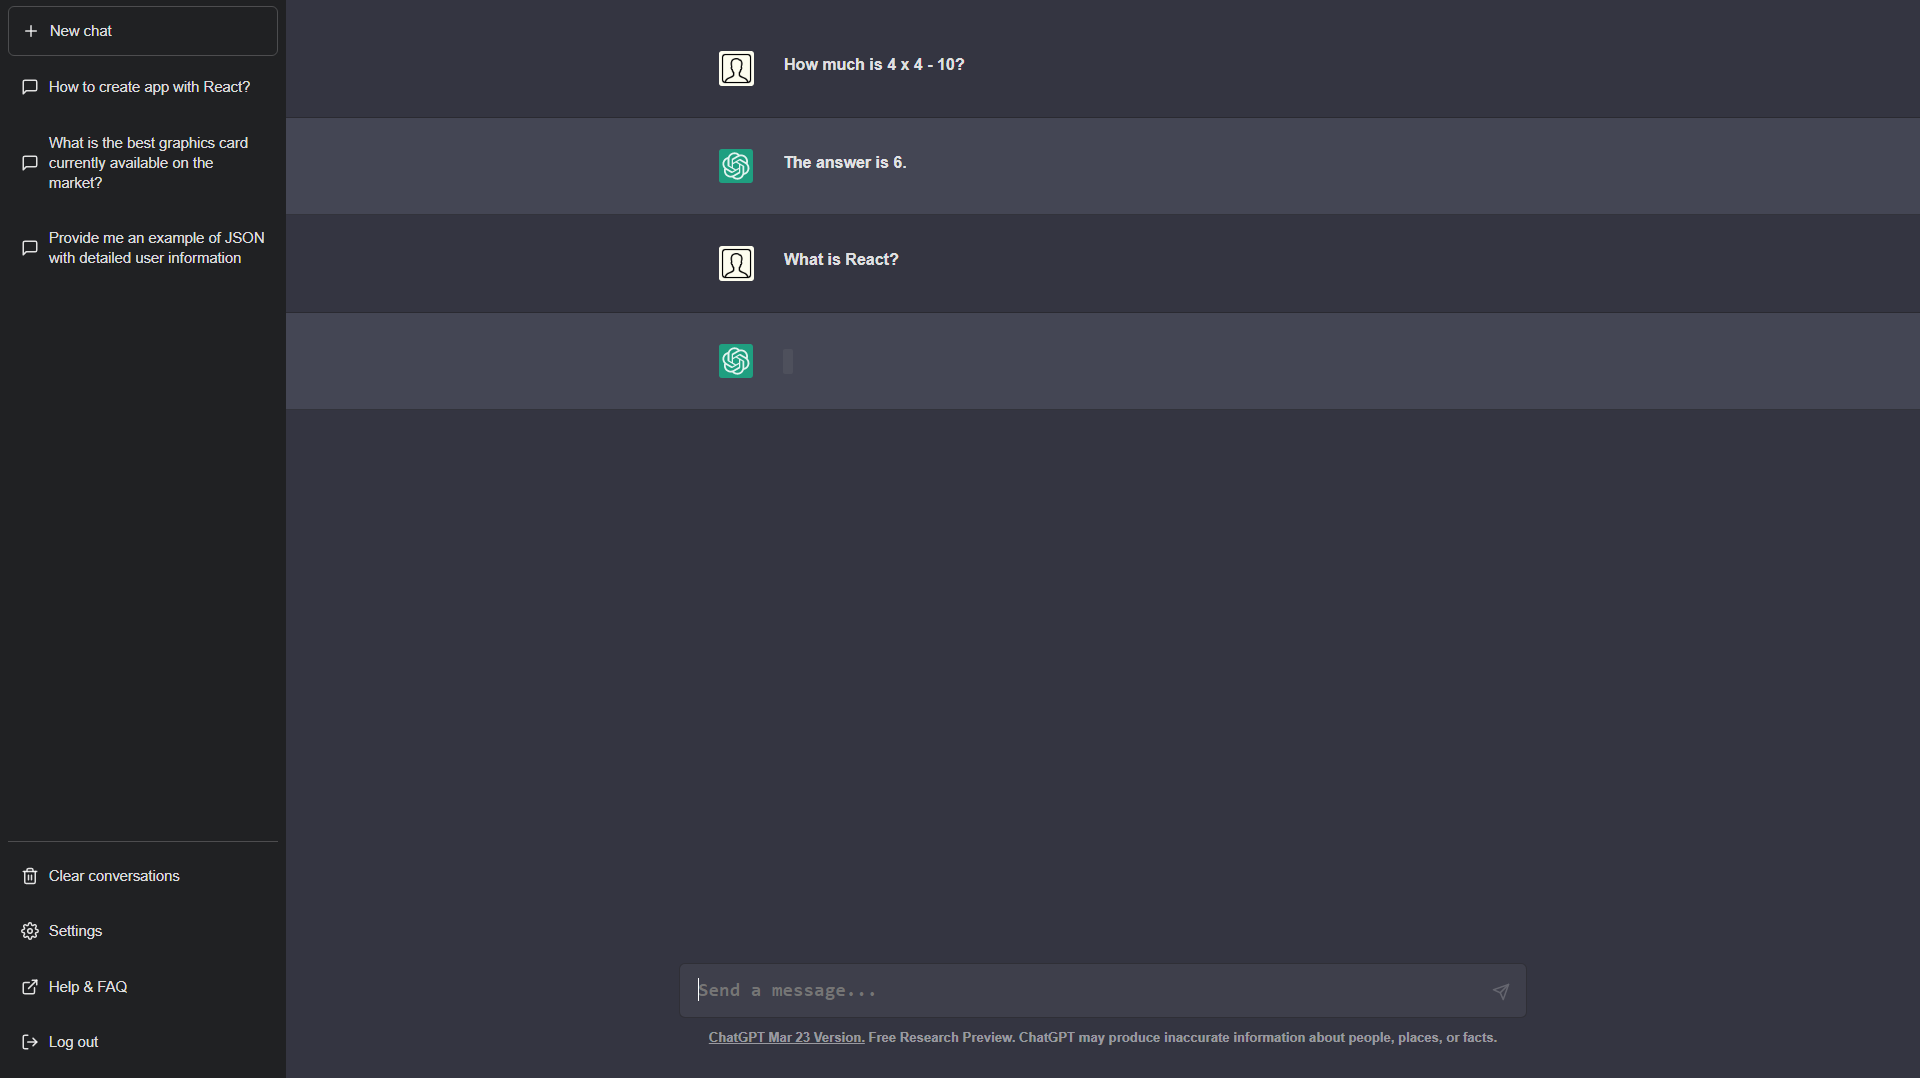 New chat
How to create app with React?
What is the best graphics card
currently available on the
market?
Provide me an example of JSON
with detailed user information
Clear conversations
Settings
Help & FAQ
Log out
How much is 4 x 4 - 10?
The answer is 6.
What is React?
Send a message...
ChatGPT Mar 23 Version. Free Research Preview. ChatGPT may produce inaccurate information about people, places, or facts.